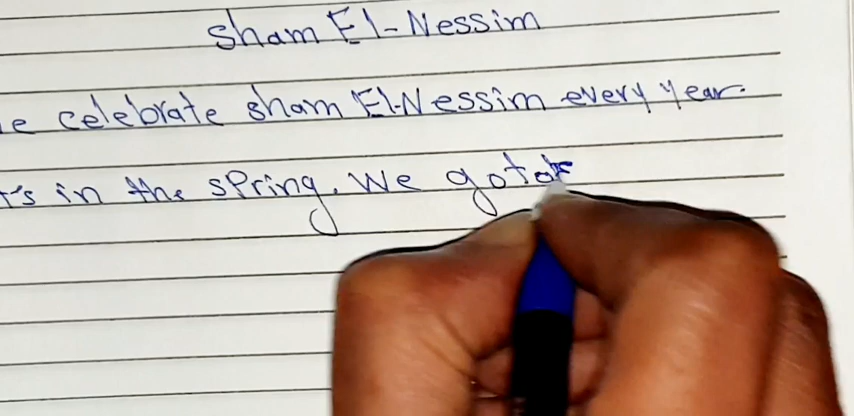 sham El-Nessim
e celebrate sham El-Nessim every year.
t's in the spring. We go to